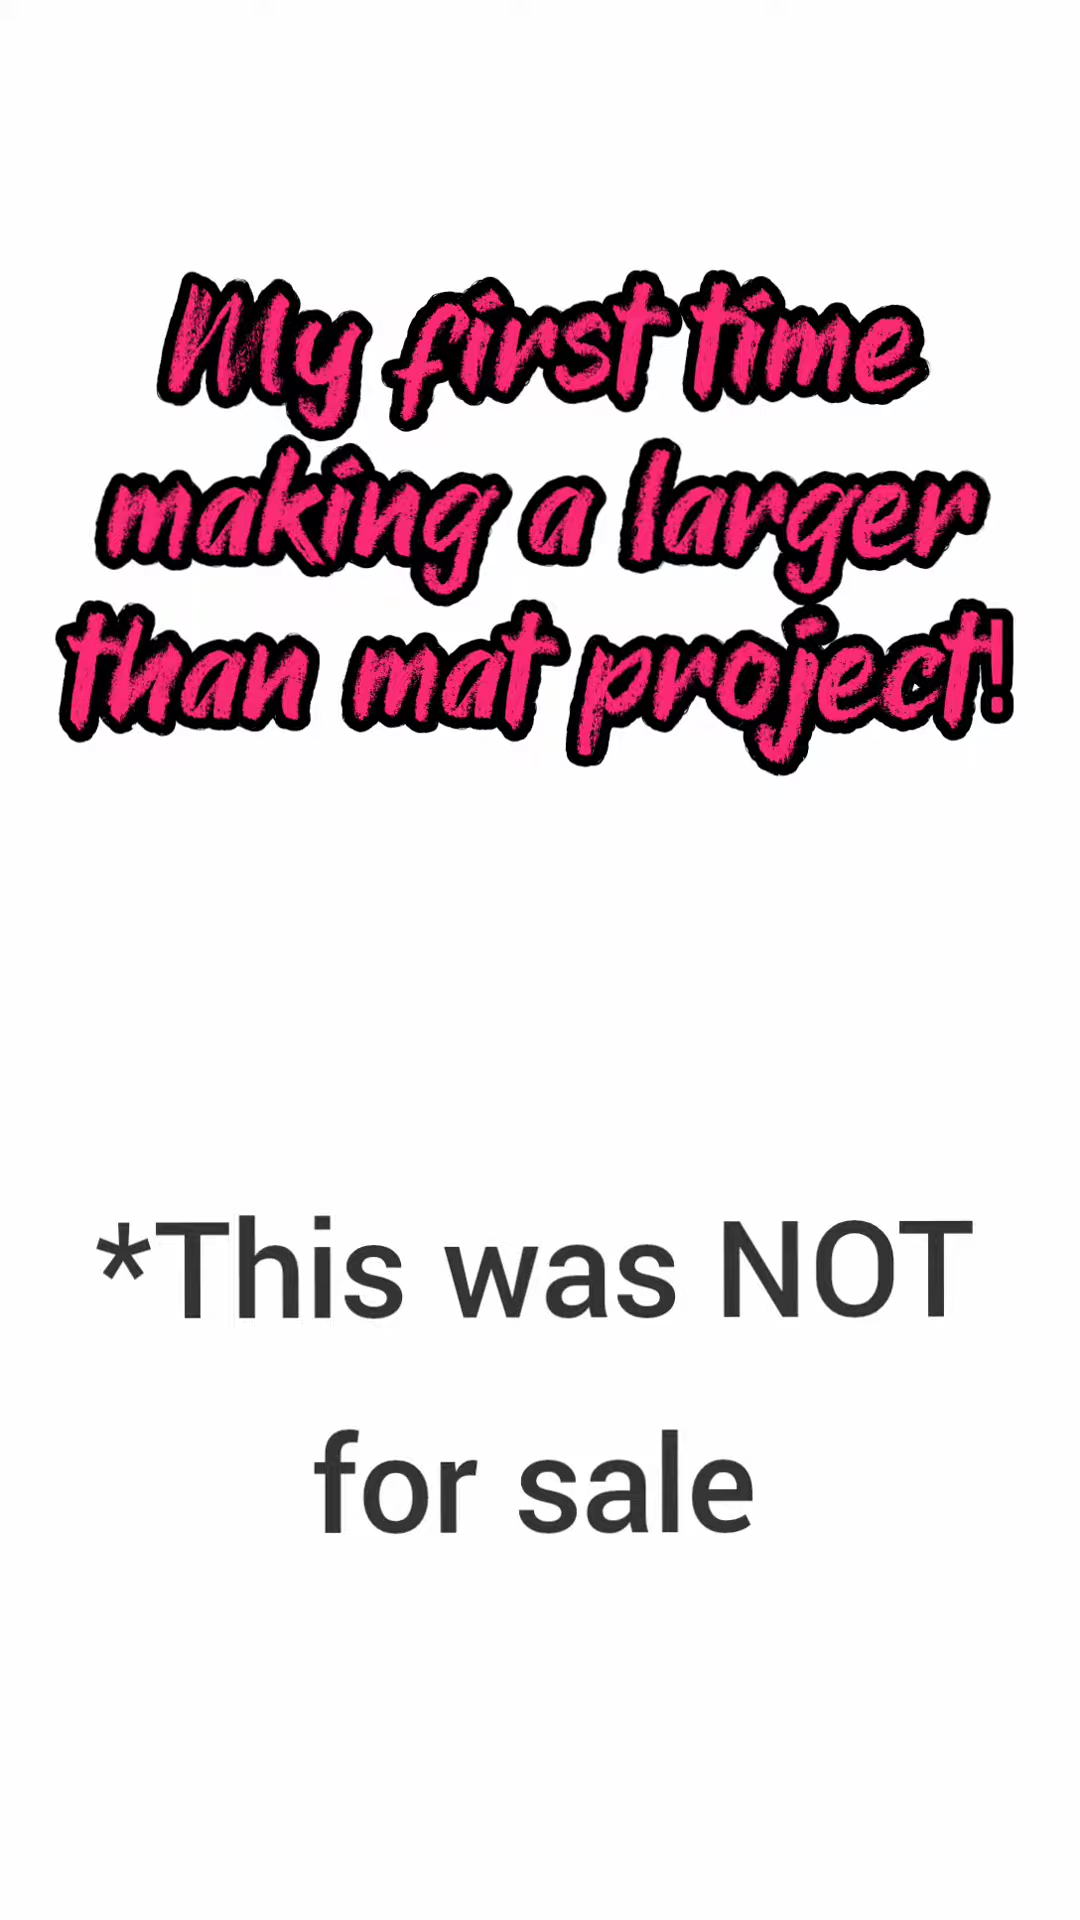 My first time
making a larger
than mat project!
*This was NOT
for sale